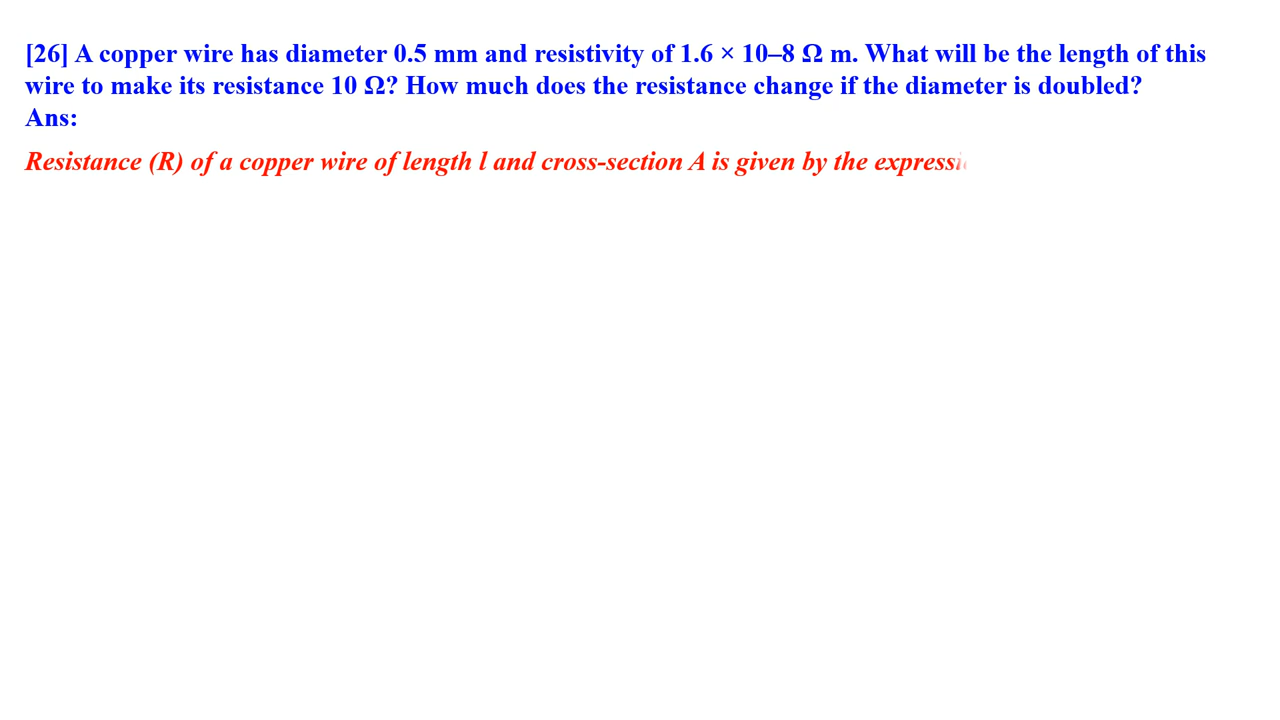 [26] A copper wire has diameter 0.5 mm and resistivity of 1.6 × 10–8 Ω m. What will be the length of this
wire to make its resistance 10 Ω? How much does the resistance change if the diameter is doubled?
Ans:
Resistance (R) of a copper wire of length l and cross-section A is given by the